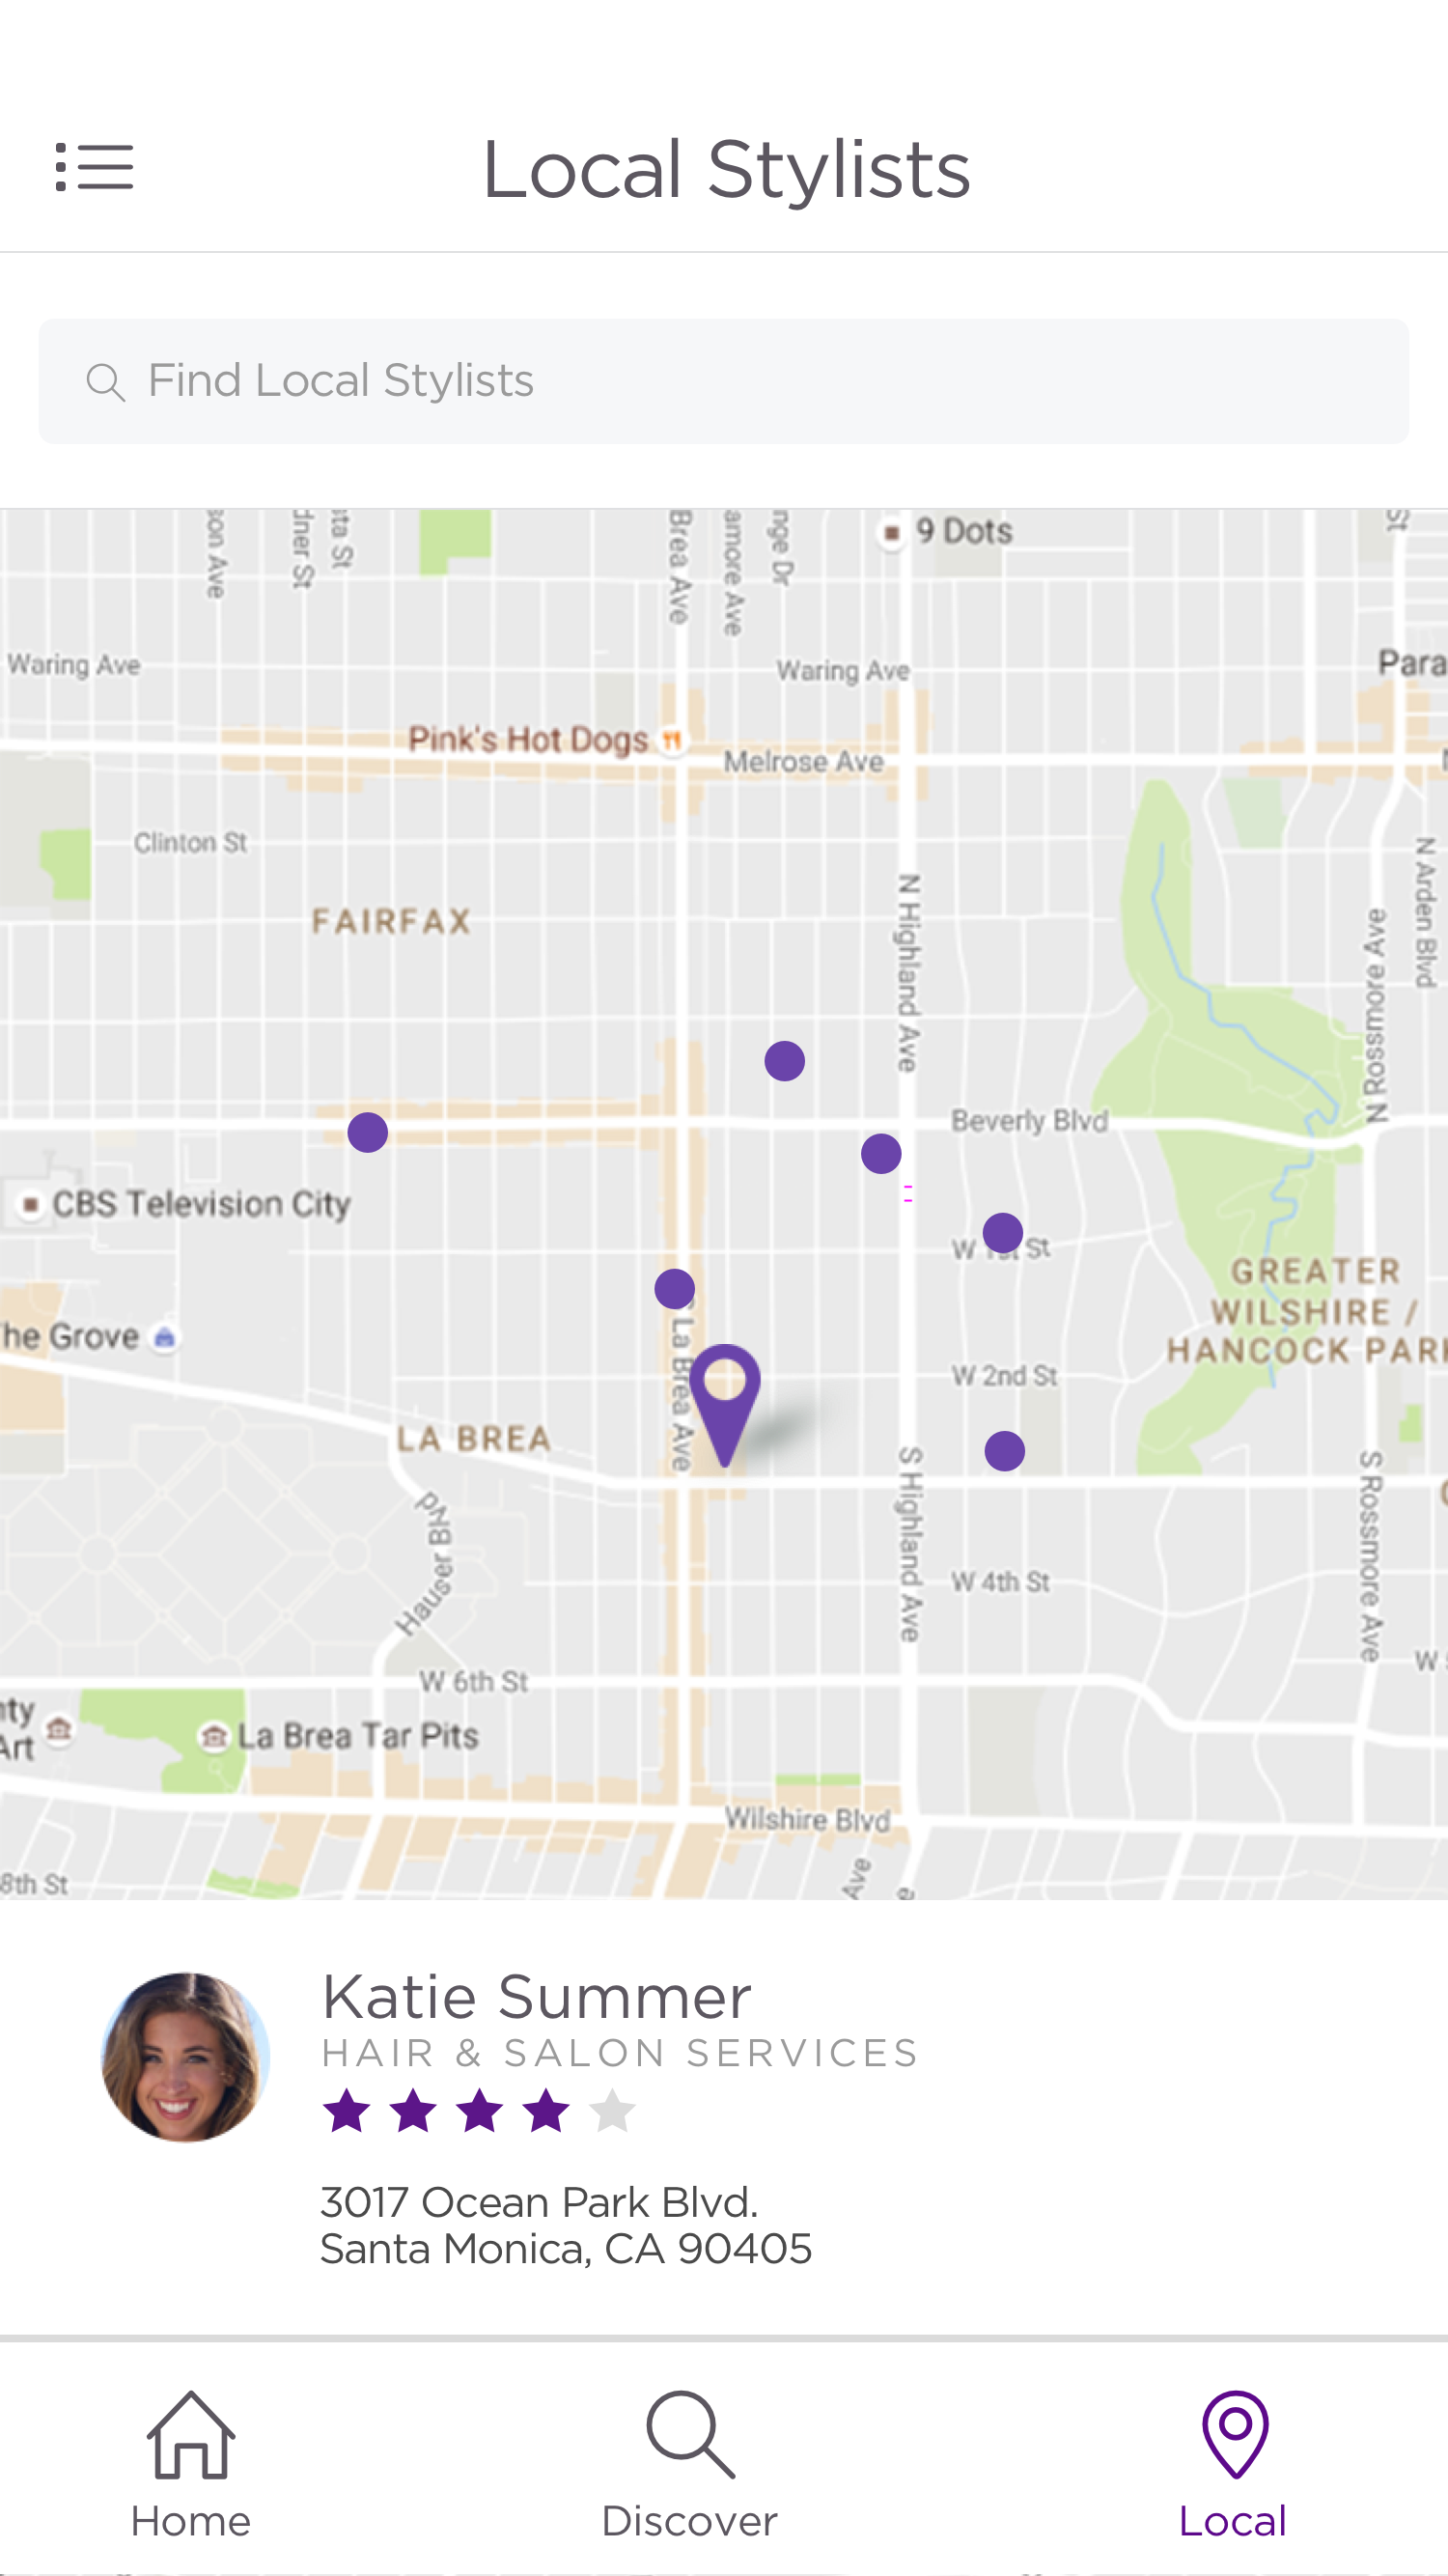 Local Stylists
Find Local Stylists
9 Dots
Brea Ave
Waring Ave
Waring Ave
Pink's Hot Dogs
Melrose Ave
Clinton St
FAIRFAX
N Highland Ave
N Arden Blvd
N Rossmore Ave
Beverly Blvd
CBS Television City
W 1st St
GREATER
WILSHIRE /
HANCOCK PARK
he Grove
La Brea Ave
W 2nd St
LA BREA
Hauser Blvd
S Highland Ave
S Rossmore Ave
W 4th St
W 6th St
Art
La Brea Tar Pits
Wilshire Blvd
8th St
Ave
Katie Summer
HAIR & SALON SERVICES
3017 Ocean Park Blvd.
Santa Monica, CA 90405
Home
Discover
Local